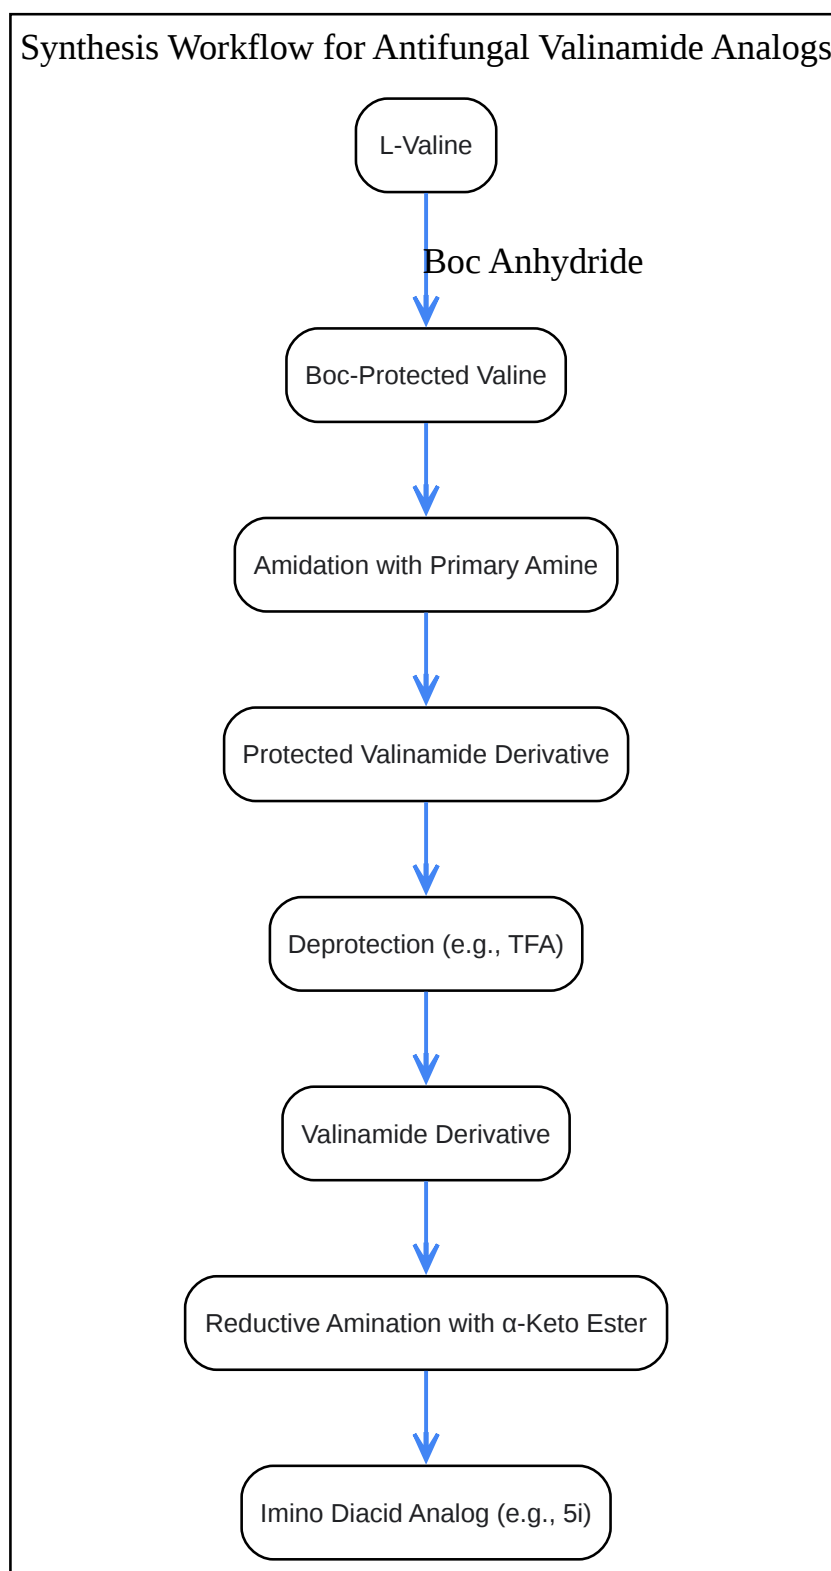 Synthesis Workflow for Antifungal Valinamide Analogs
L-Valine
Boc Anhydride
Boc-Protected Valine
Amidation with Primary Amine
Protected Valinamide Derivative
Deprotection (e.g., TFA)
Valinamide Derivative
Reductive Amination with α-Keto Ester
Imino Diacid Analog (e.g., 5i)